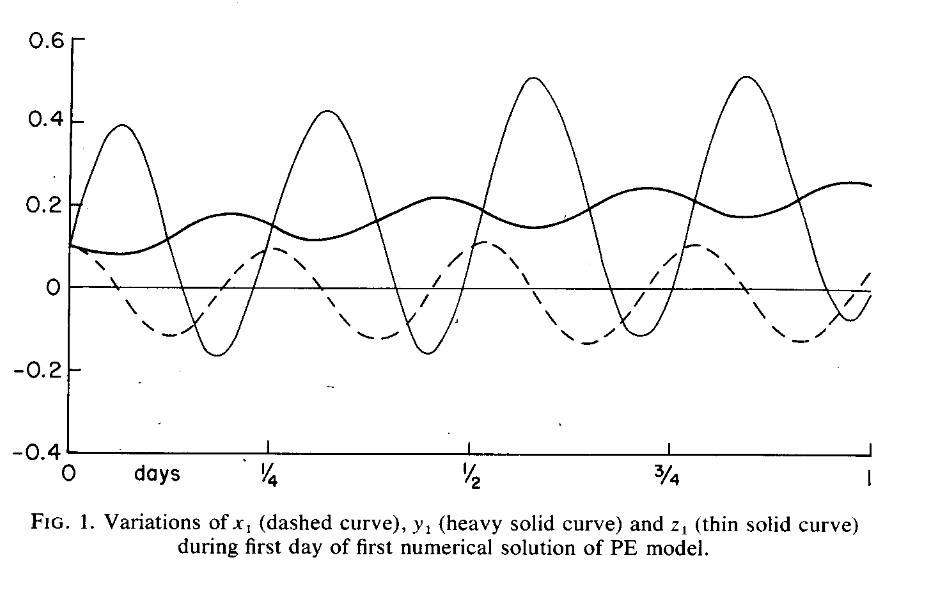 0.6
0.4
0.2
0
-0.2
-0.4
0 days 1/4 1/2 3/4 1
FIG. 1. Variations of x₁ (dashed curve), y₁ (heavy solid curve) and z₁ (thin solid curve)
during first day of first numerical solution of PE model.